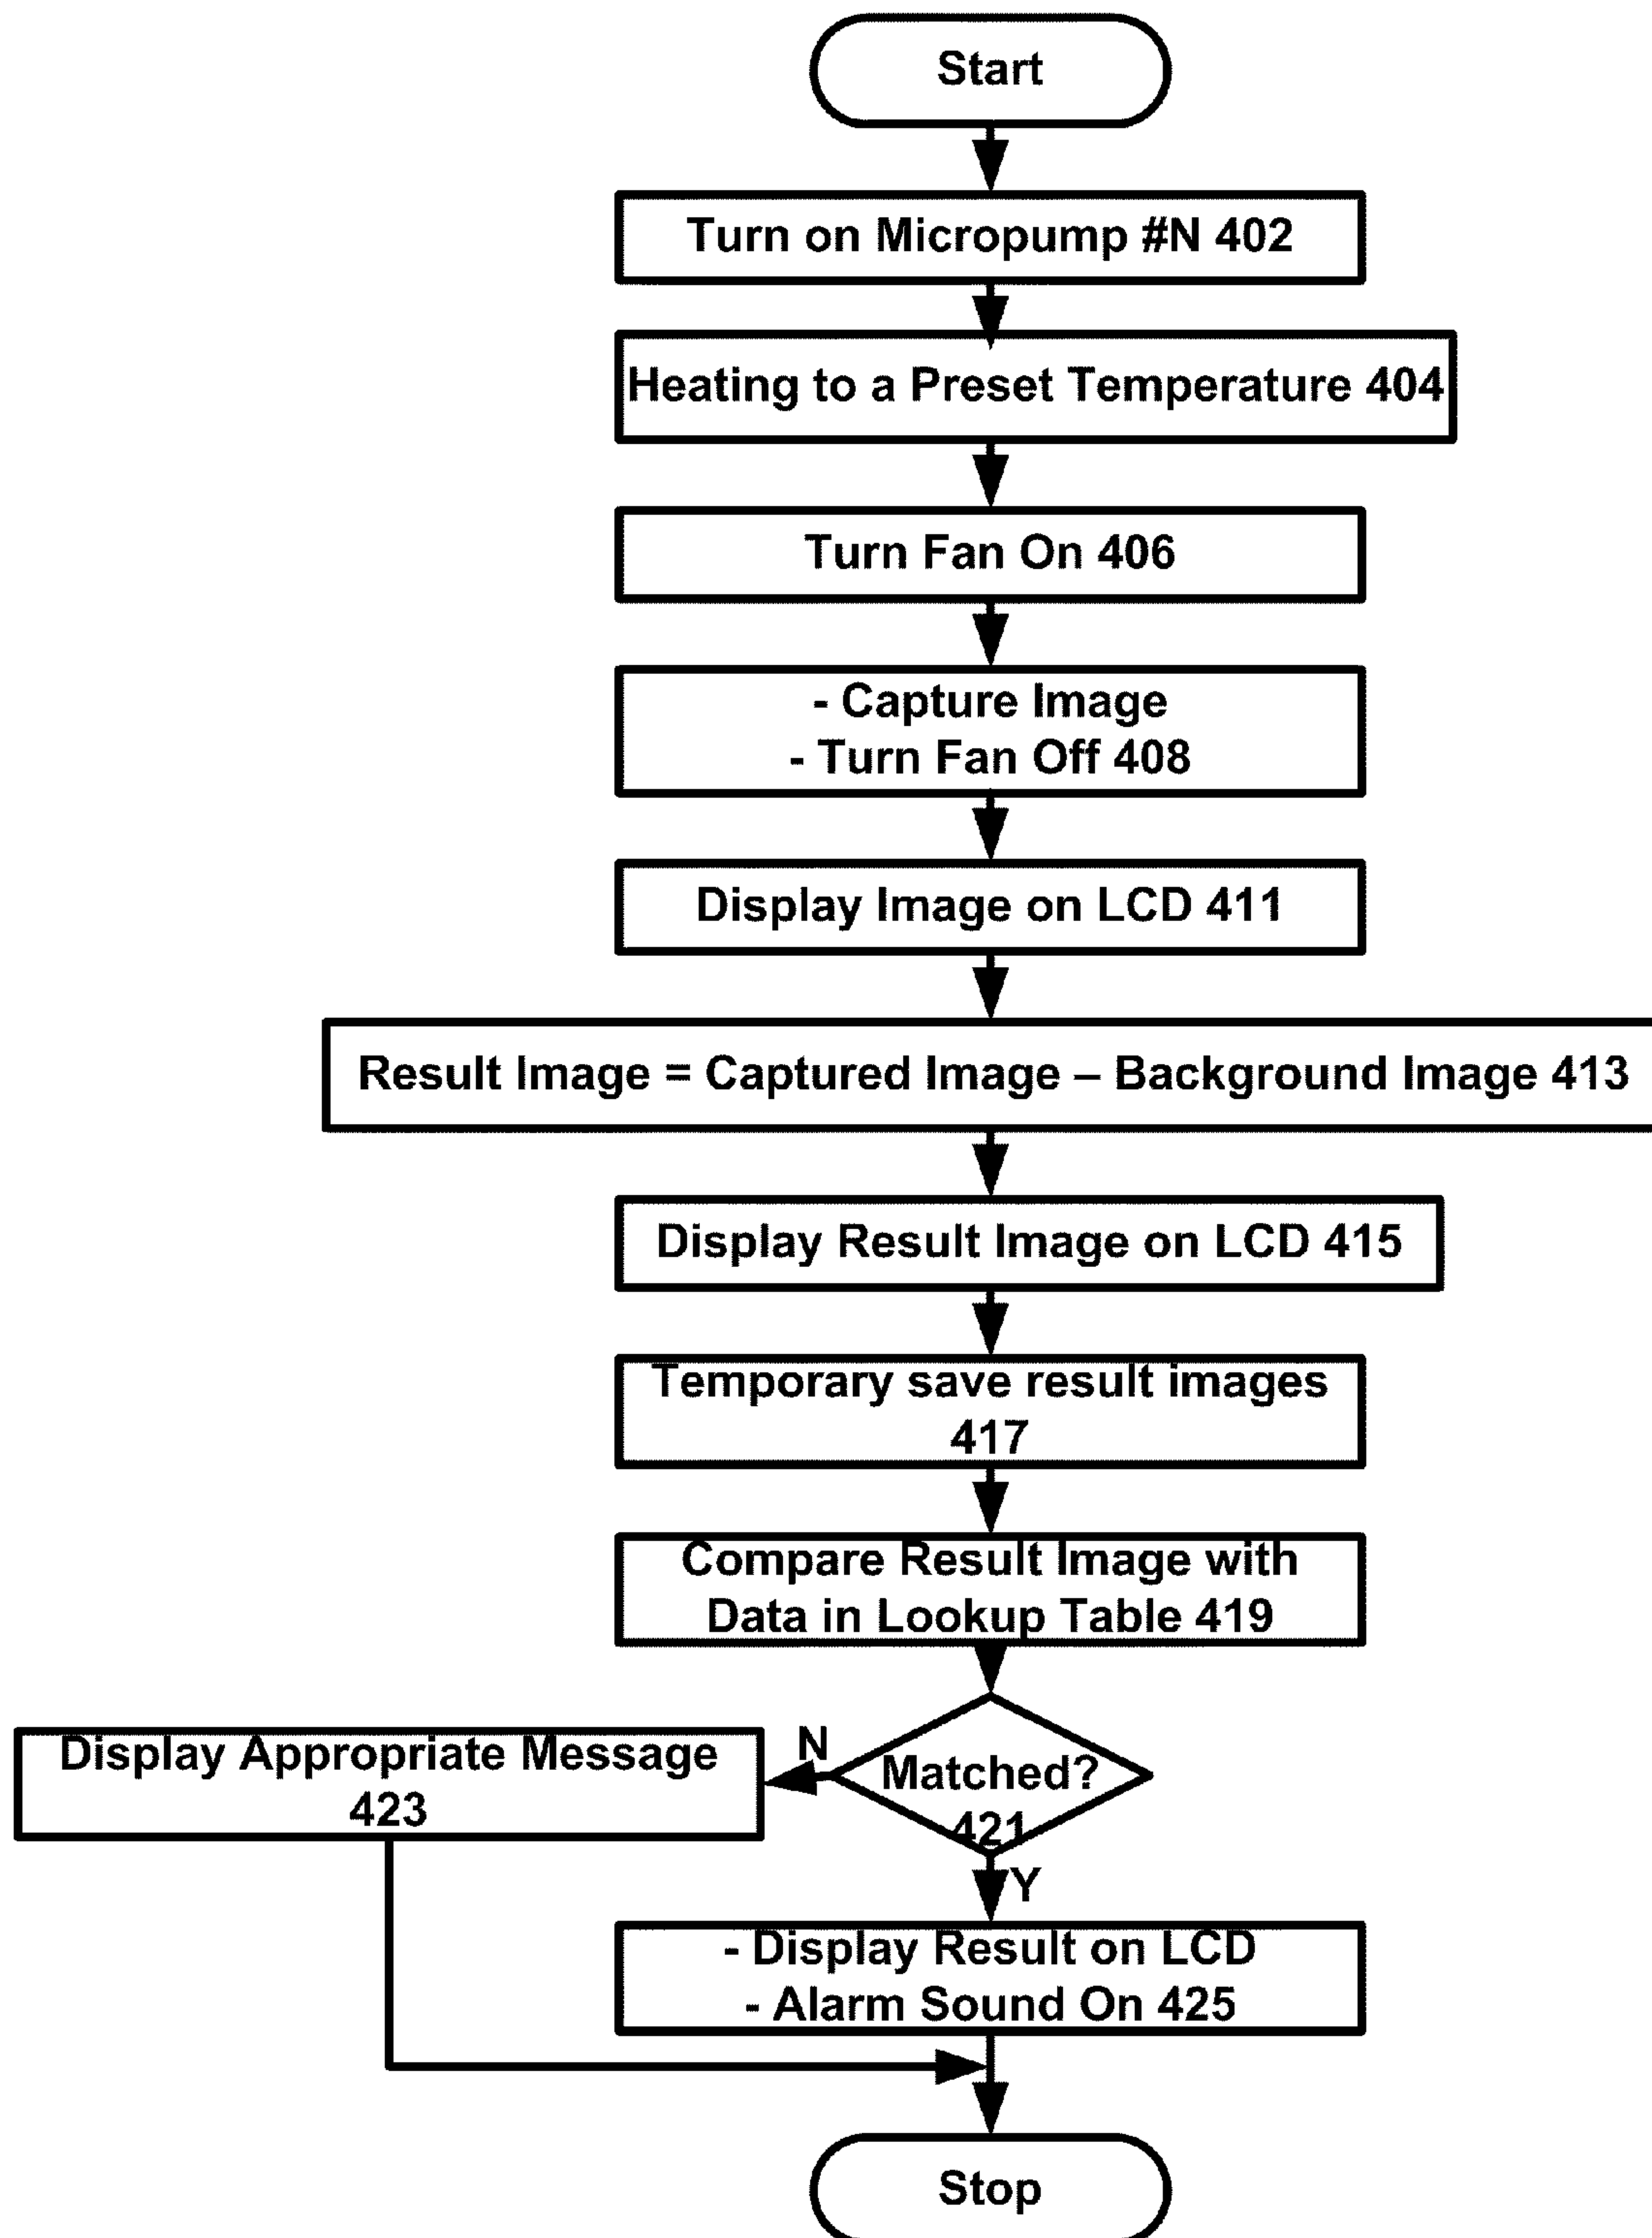 Start
Turn on Micropump #N 402
Heating to a Preset Temperature 404
Turn Fan On 406
- Capture Image
- Turn Fan Off 408
Display Image on LCD 411
Result Image = Captured Image – Background Image 413
Display Result Image on LCD 415
Temporary save result images
417
Compare Result Image with
Data in Lookup Table 419
Matched?
421
N
Display Appropriate Message
423
Y
- Display Result on LCD
- Alarm Sound On 425
Stop